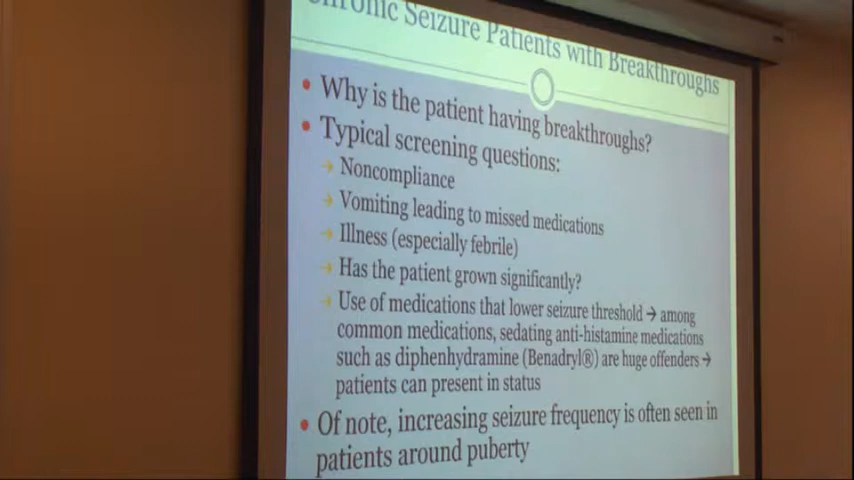 Chronic Seizure Patients with Breakthroughs
• Why is the patient having breakthroughs?
• Typical screening questions:
→ Noncompliance
→ Vomiting leading to missed medications
→ Illness (especially febrile)
→ Has the patient grown significantly?
→ Use of medications that lower seizure threshold → among
common medications, sedating anti-histamine medications
such as diphenhydramine (Benadryl®) are huge offenders →
patients can present in status
• Of note, increasing seizure frequency is often seen in
patients around puberty